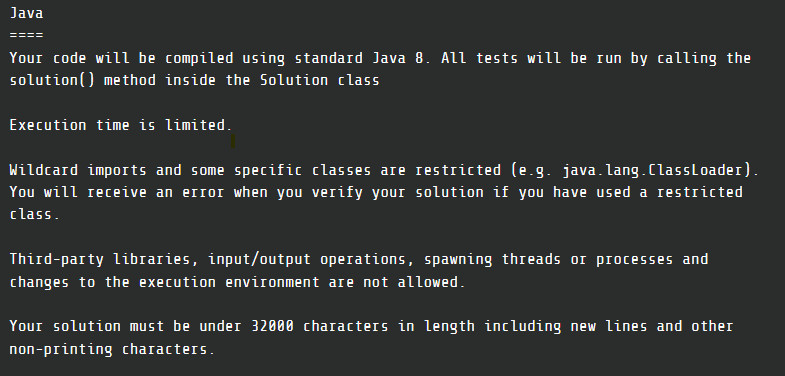 Java
====
Your code will be compiled using standard Java 8. All tests will be run by calling the
solution() method inside the Solution class
Execution time is limited.
Wildcard imports and some specific classes are restricted (e.g. java.lang.ClassLoader).
You will receive an error when you verify your solution if you have used a restricted
class.
Third-party libraries, input/output operations, spawning threads or processes and
changes to the execution environment are not allowed.
Your solution must be under 32000 characters in length including new lines and other
non-printing characters.